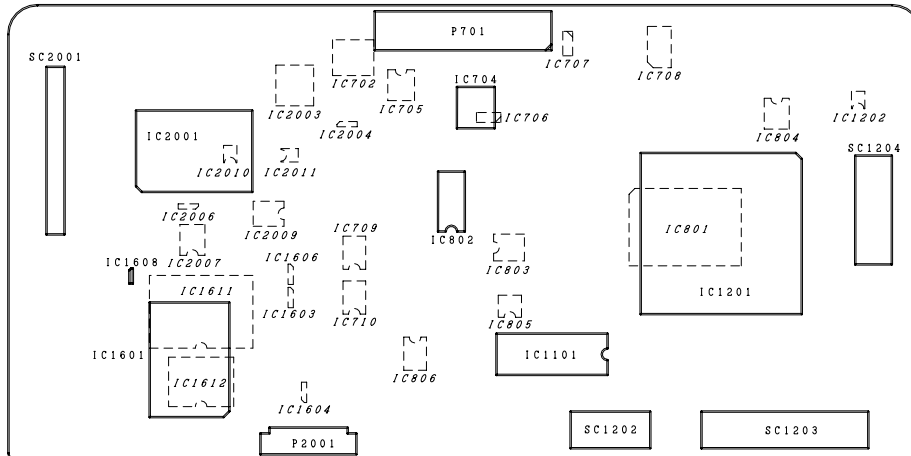 P701
SC2001
IC707
IC708
IC702
IC704
IC705
IC2003
IC706
IC1202
IC2004
IC2001
IC804
SC1204
IC2010
IC2011
IC2006
IC2009
IC709
IC801
IC802
IC2007
IC1606
IC1608
IC803
IC1611
IC1201
IC1603
IC710
IC805
IC1601
IC1101
IC806
IC1612
IC1604
SC1202
SC1203
P2001